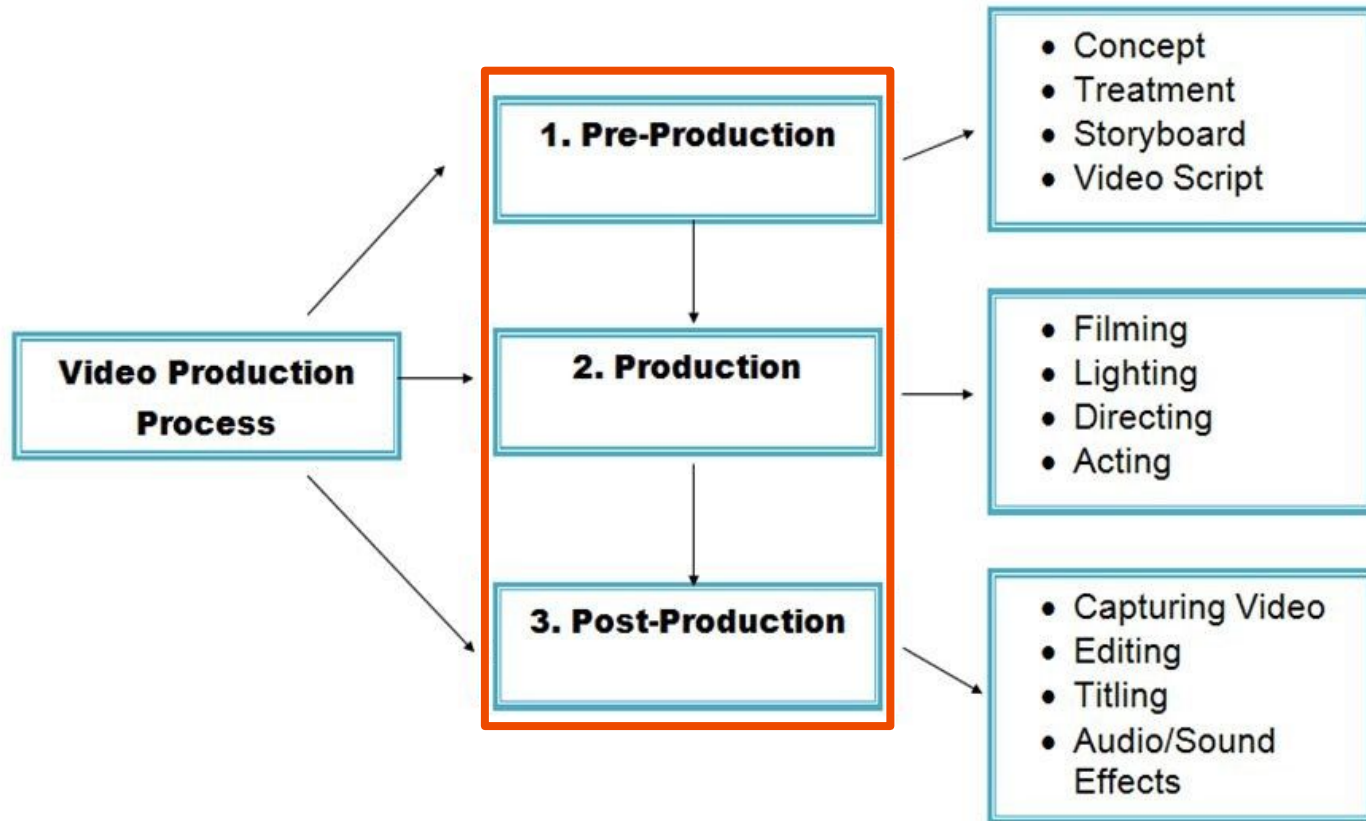 Video Production
Process
1. Pre-Production
• Concept
• Treatment
• Storyboard
• Video Script
2. Production
• Filming
• Lighting
• Directing
• Acting
3. Post-Production
• Capturing Video
• Editing
• Titling
• Audio/Sound
Effects